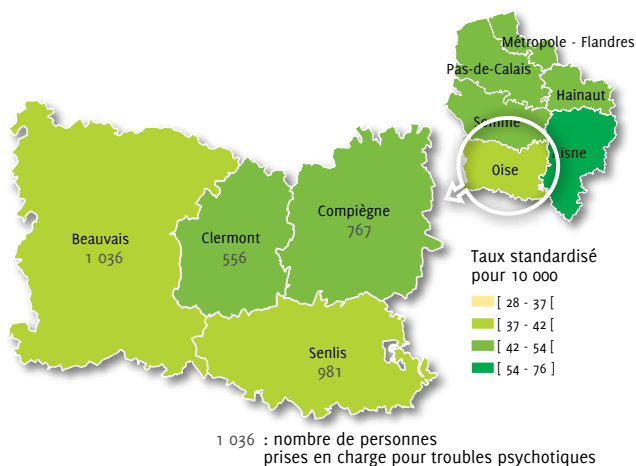 Métropole - Flandres
Pas-de-Calais
Hainaut
Somme
Aisne
Oise
Beauvais
1 036
Clermont
556
Compiègne
767
Senlis
981
Taux standardisé
pour 10 000
[ 28 - 37 [
[ 37 - 42 [
[ 42 - 54 [
[ 54 - 76 ]
1 036 : nombre de personnes
prises en charge pour troubles psychotiques